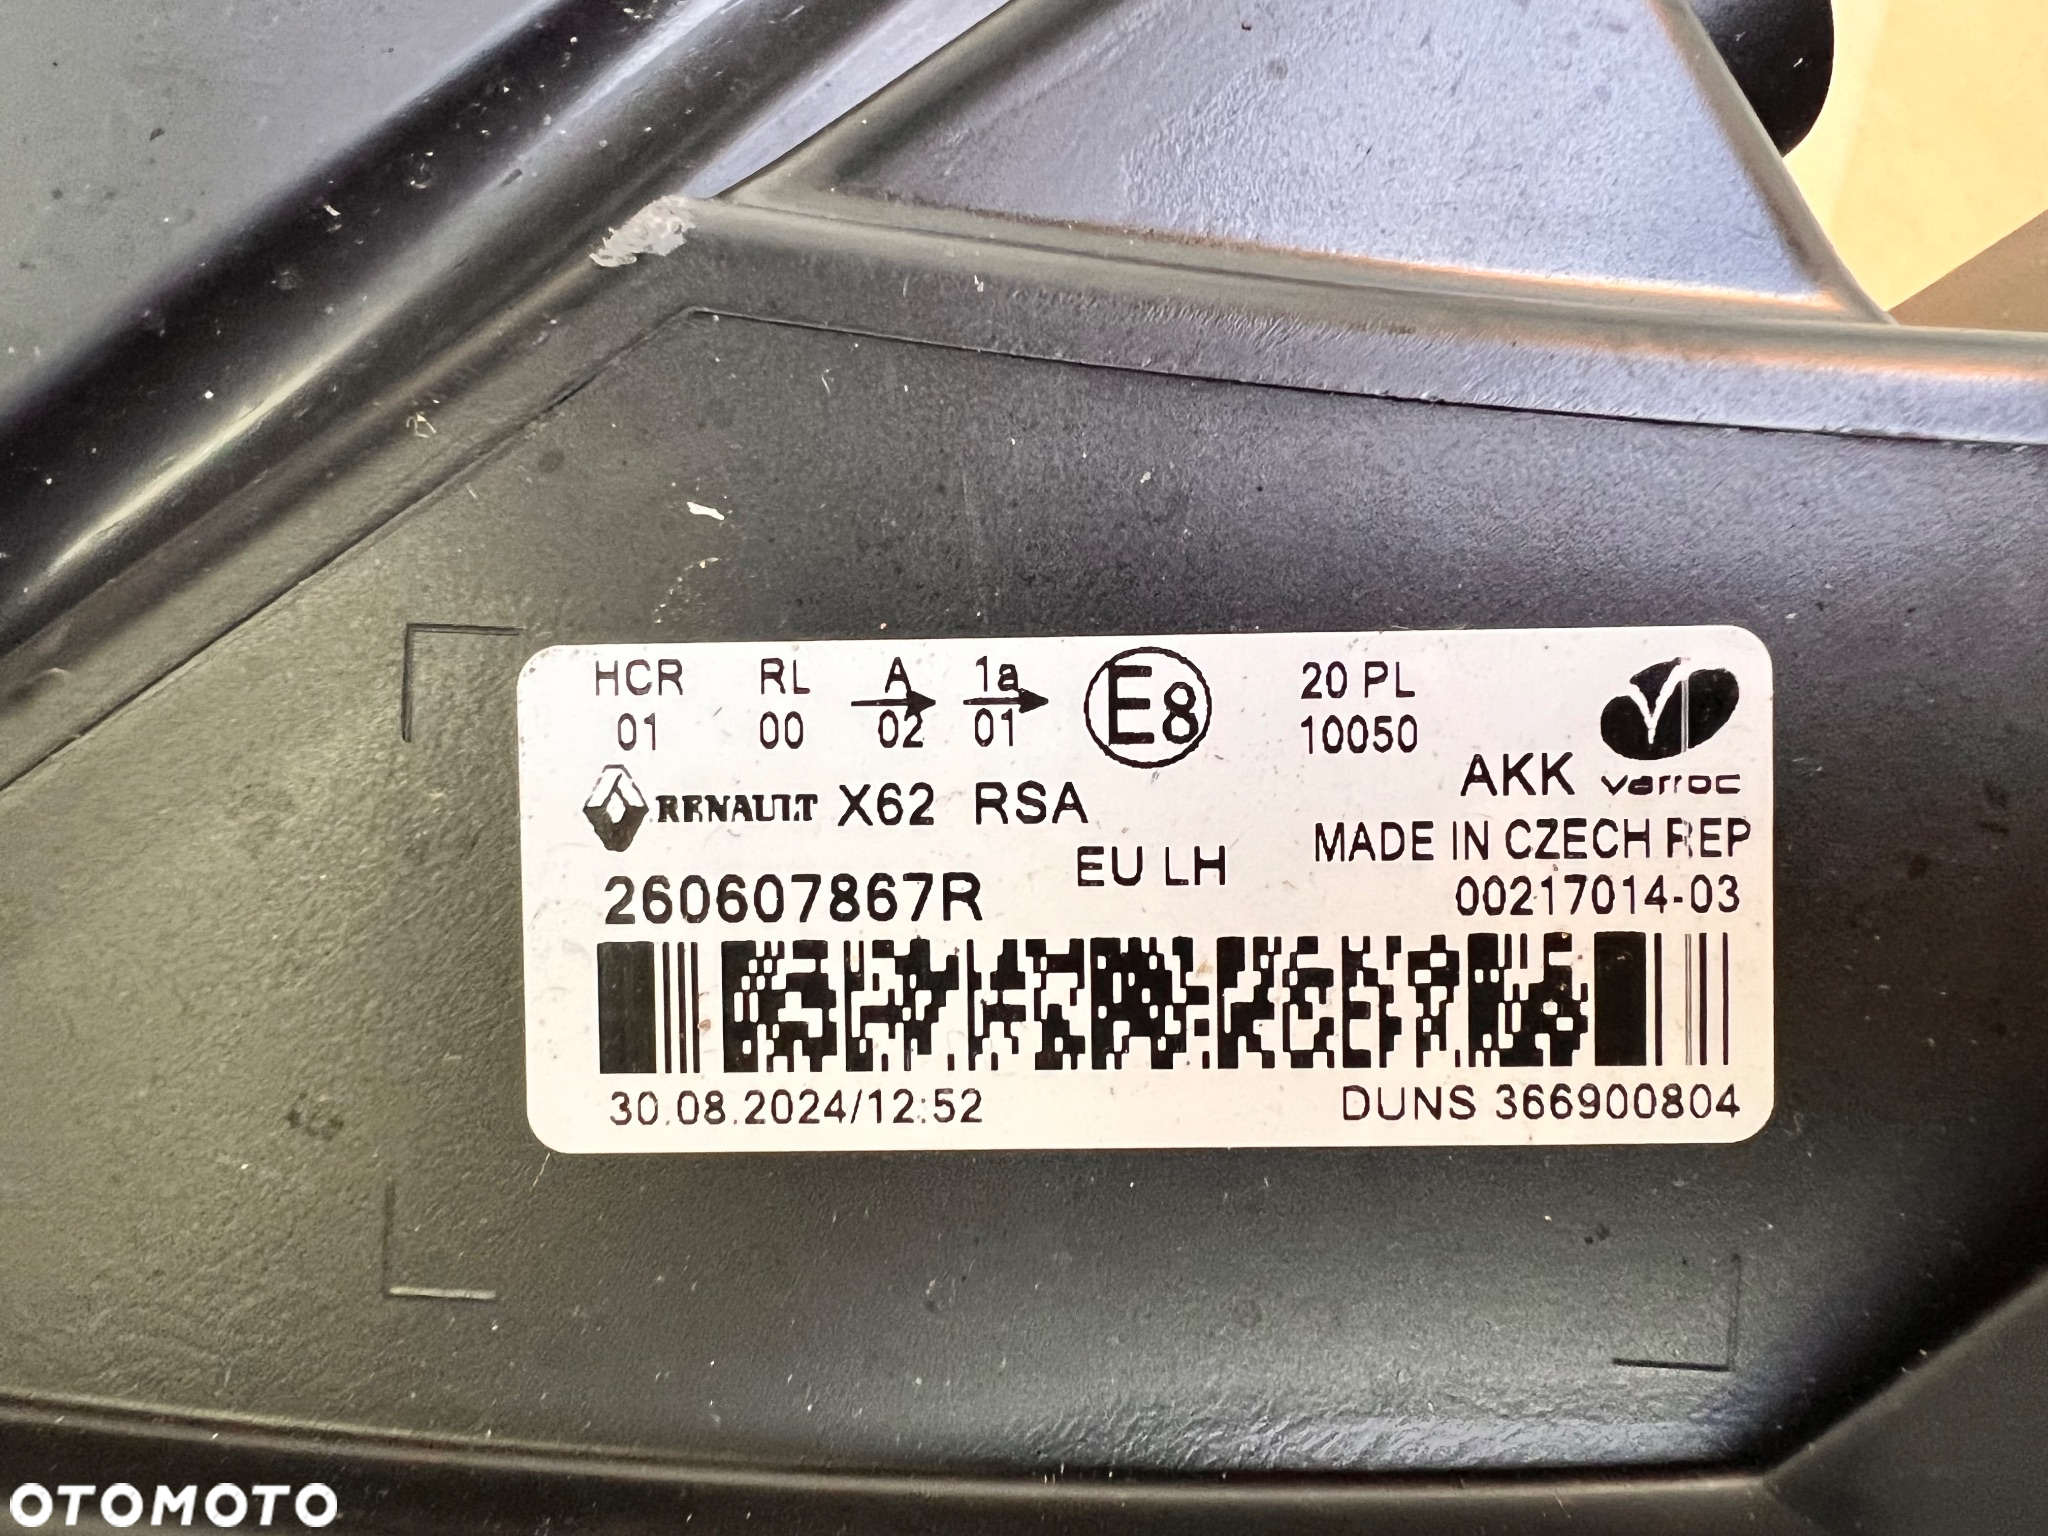 HCR RL A 1a E8 20 PL
01 00 02 01 10050
RENAULT X62 RSA AKK varroc
EU LH MADE IN CZECH REP
260607867R 00217014-03
30.08.2024/12:52 DUNS 366900804
OTOMOTO